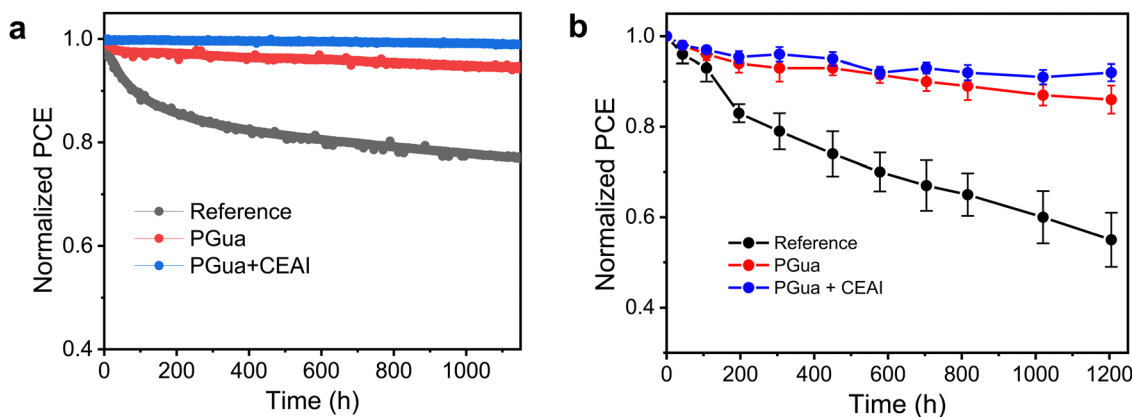 a
1.0
0.8
0.6
0.4
Normalized PCE
Reference
PGua
PGua+CEAI
0 200 400 600 800 1000
Time (h)
b
1.0
0.8
0.6
0.4
Normalized PCE
Reference
PGua
PGua + CEAI
0 200 400 600 800 1000 1200
Time (h)